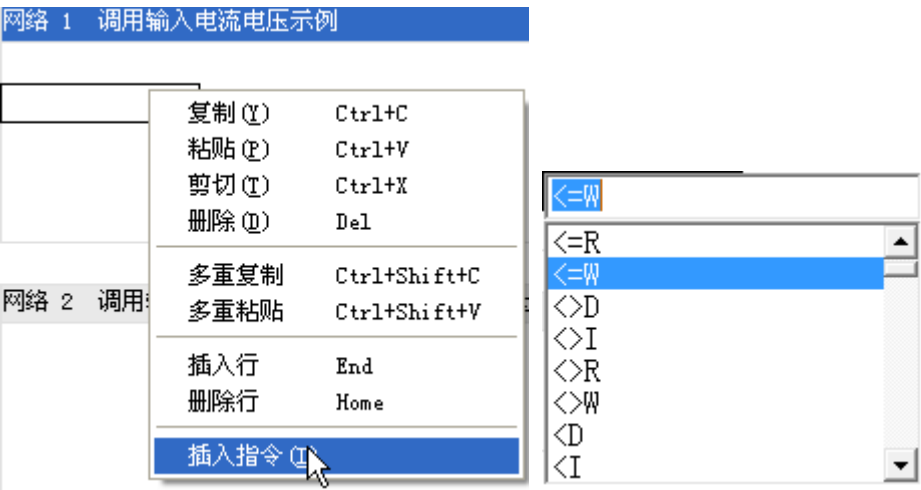 网络 1 调用输入电流电压示例
复制(Y) Ctrl+C
粘贴(P) Ctrl+V
剪切(T) Ctrl+X
删除(D) Del
多重复制 Ctrl+Shift+C
多重粘贴 Ctrl+Shift+V
插入行 End
删除行 Home
插入指令(I)
网络 2 调用
<=W
<=R
<=W
<>D
<>I
<>R
<>W
<D
<I